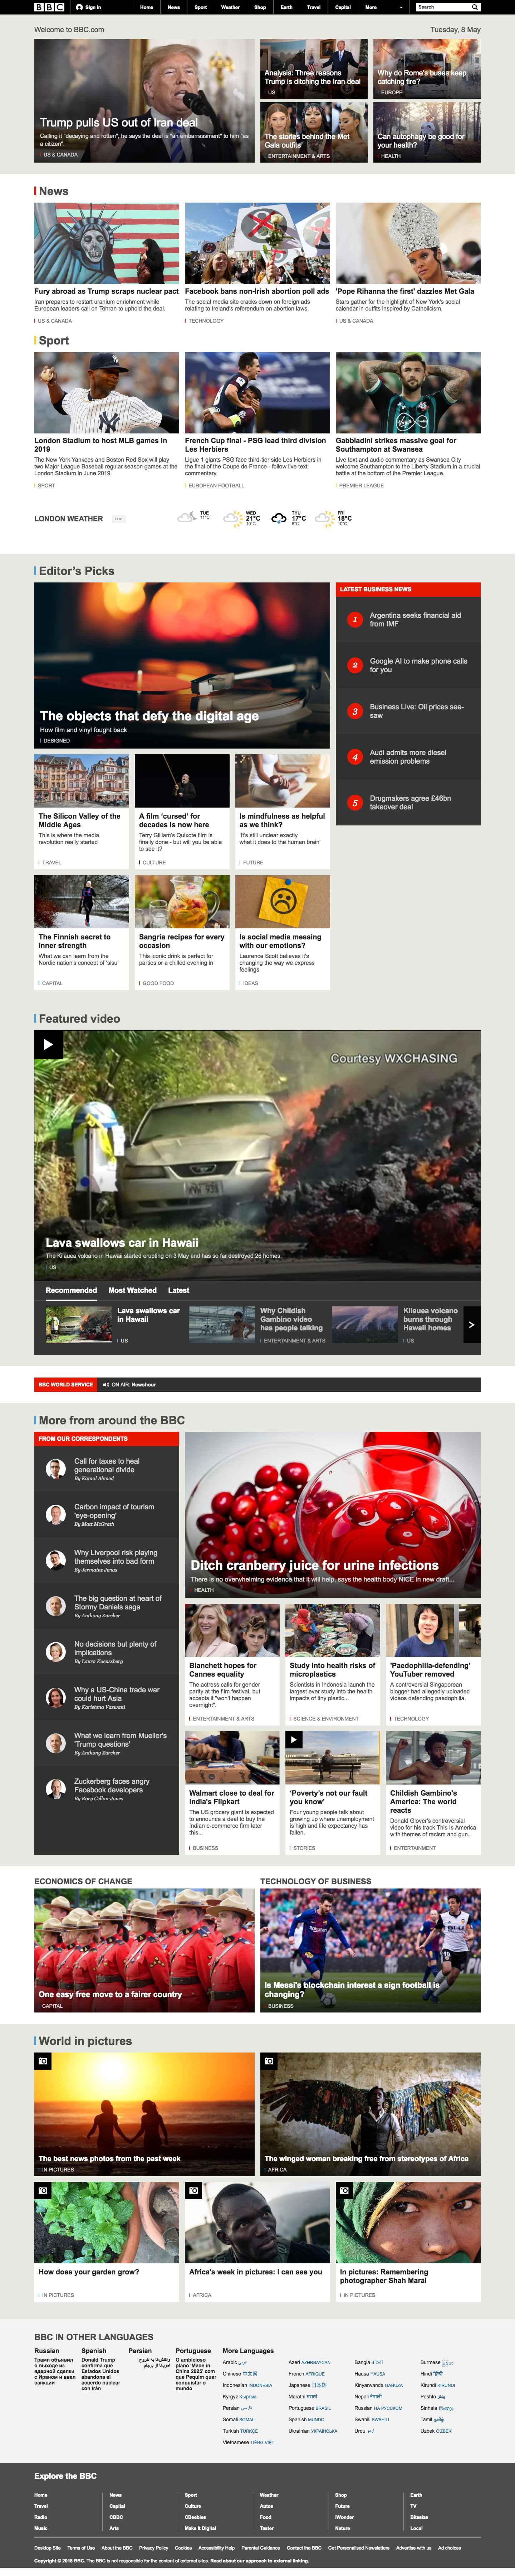 BBC
Sign in
Home
News
Sport
Weather
Shop
Earth
Travel
Capital
More
Search
Welcome to BBC.com
Tuesday, 8 May
Trump pulls US out of Iran deal
Calling it "decaying and rotten", he says the deal is "an embarrassment" to him "as
a citizen".
US & CANADA
Analysis: Three reasons
Trump is ditching the Iran deal
US
Why do Rome's buses keep
catching fire?
EUROPE
The stories behind the Met
Gala outfits
ENTERTAINMENT & ARTS
Can autophagy be good for
your health?
HEALTH
News
Fury abroad as Trump scraps nuclear pact
Iran prepares to restart uranium enrichment while
European leaders call on Tehran to uphold the deal.
US & CANADA
Facebook bans non-Irish abortion poll ads
The social media site cracks down on foreign ads
relating to Ireland's referendum on abortion laws.
TECHNOLOGY
'Pope Rihanna the first' dazzles Met Gala
Stars gather for the highlight of New York's social
calendar in outfits inspired by Catholicism.
US & CANADA
Sport
London Stadium to host MLB games in
2019
The New York Yankees and Boston Red Sox will play
two Major League Baseball regular season games at the
London Stadium in June 2019.
SPORT
French Cup final - PSG lead third division
Les Herbiers
Ligue 1 giants PSG face third-tier side Les Herbiers in
the final of the Coupe de France - follow live text
commentary.
EUROPEAN FOOTBALL
Gabbiadini strikes massive goal for
Southampton at Swansea
Live text and audio commentary as Swansea City
welcome Southampton to the Liberty Stadium in a crucial
battle at the bottom of the Premier League.
PREMIER LEAGUE
LONDON WEATHER
EDIT
TUE
11°C
WED
21°C
10°C
THU
17°C
8°C
FRI
18°C
10°C
Editor's Picks
The objects that defy the digital age
How film and vinyl fought back
DESIGNED
LATEST BUSINESS NEWS
1
Argentina seeks financial aid
from IMF
2
Google AI to make phone calls
for you
3
Business Live: Oil prices see-
saw
4
Audi admits more diesel
emission problems
5
Drugmakers agree £46bn
takeover deal
The Silicon Valley of the
Middle Ages
This is where the media
revolution really started
TRAVEL
A film 'cursed' for
decades is now here
Terry Gilliam's Quixote film is
finally done - but will you be able
to see it?
CULTURE
Is mindfulness as helpful
as we think?
'It's still unclear exactly
what it does to the human brain'
FUTURE
The Finnish secret to
inner strength
What we can learn from the
Nordic nation's concept of 'sisu'
CAPITAL
Sangria recipes for every
occasion
This iconic drink is perfect for
parties or a chilled evening in
GOOD FOOD
Is social media messing
with our emotions?
Laurence Scott believes it's
changing the way we express
feelings
IDEAS
Featured video
Courtesy WXCHASING
Lava swallows car in Hawaii
The Kilauea volcano in Hawaii started erupting on 3 May and has so far destroyed 26 homes.
US
Recommended
Most Watched
Latest
Lava swallows car
in Hawaii
US
Why Childish
Gambino video
has people talking
ENTERTAINMENT & ARTS
Kilauea volcano
burns through
Hawaii homes
US
BBC WORLD SERVICE
ON AIR: Newshour
More from around the BBC
FROM OUR CORRESPONDENTS
Call for taxes to heal
generational divide
By Kamal Ahmed
Carbon impact of tourism
'eye-opening'
By Matt McGrath
Why Liverpool risk playing
themselves into bad form
By Jermaine Jenas
The big question at heart of
Stormy Daniels saga
By Anthony Zurcher
No decisions but plenty of
implications
By Laura Kuenssberg
Why a US-China trade war
could hurt Asia
By Karishma Vaswani
What we learn from Mueller's
'Trump questions'
By Anthony Zurcher
Zuckerberg faces angry
Facebook developers
By Rory Cellan-Jones
Ditch cranberry juice for urine infections
There is no overwhelming evidence that it will help, says the health body NICE in new draft...
HEALTH
Blanchett hopes for
Cannes equality
The actress calls for gender
parity at the film festival, but
accepts it "won't happen
overnight".
ENTERTAINMENT & ARTS
Study into health risks of
microplastics
Scientists in Indonesia launch the
largest ever study into the health
impacts of tiny plastic...
SCIENCE & ENVIRONMENT
'Paedophilia-defending'
YouTuber removed
A controversial Singaporean
blogger had allegedly uploaded
videos defending paedophilia.
TECHNOLOGY
Walmart close to deal for
India's Flipkart
The US grocery giant is expected
to announce a deal to buy the
Indian e-commerce firm later
this...
BUSINESS
'Poverty's not our fault
you know'
Four young people talk about
growing up where unemployment
is high and life expectancy has
fallen.
STORIES
Childish Gambino's
America: The world
reacts
Donald Glover's controversial
video for his track This Is America
with themes of racism and gun...
ENTERTAINMENT
ECONOMICS OF CHANGE
One easy free move to a fairer country
CAPITAL
TECHNOLOGY OF BUSINESS
Is Messi's blockchain interest a sign football is
changing?
BUSINESS
World in pictures
The best news photos from the past week
IN PICTURES
The winged woman breaking free from stereotypes of Africa
AFRICA
How does your garden grow?
IN PICTURES
Africa's week in pictures: I can see you
AFRICA
In pictures: Remembering
photographer Shah Marai
IN PICTURES
BBC IN OTHER LANGUAGES
Russian
Трамп объявил
о выходе из
ядерной сделки
с Ираном и ввел
санкции
Spanish
Donald Trump
confirma que
Estados Unidos
abandona el
acuerdo nuclear
con Irán
Persian
واکنش‌ها به خروج
آمریکا از برجام
Portuguese
O ambicioso
plano 'Made in
China 2025' com
que Pequim quer
conquistar o
mundo
More Languages
Arabic عربي
Azeri AZƏRBAYCAN
Bangla বাংলা
Burmese
Chinese 中文网
French AFRIQUE
Hausa HAUSA
Hindi हिन्दी
Indonesian INDONESIA
Japanese 日本語
Kinyarwanda GAHUZA
Kirundi KIRUNDI
Kyrgyz Кыргыз
Marathi मराठी
Nepali नेपाली
Pashto پښتو
Persian فارسی
Portuguese BRASIL
Russian НА РУССКОМ
Sinhala සිංහල
Somali SOMALI
Spanish MUNDO
Swahili SWAHILI
Tamil தமிழ்
Turkish TÜRKÇE
Ukrainian УКРАЇНСЬКА
Urdu اردو
Uzbek O'ZBEK
Vietnamese TIẾNG VIỆT
Explore the BBC
Home
News
Sport
Weather
Shop
Earth
Travel
Capital
Culture
Autos
Future
TV
Radio
CBBC
CBeebies
Food
iWonder
Bitesize
Music
Arts
Make It Digital
Taster
Nature
Local
Desktop Site
Terms of Use
About the BBC
Privacy Policy
Cookies
Accessibility Help
Parental Guidance
Contact the BBC
Get Personalised Newsletters
Advertise with us
Ad choices
Copyright © 2018 BBC. The BBC is not responsible for the content of external sites. Read about our approach to external linking.